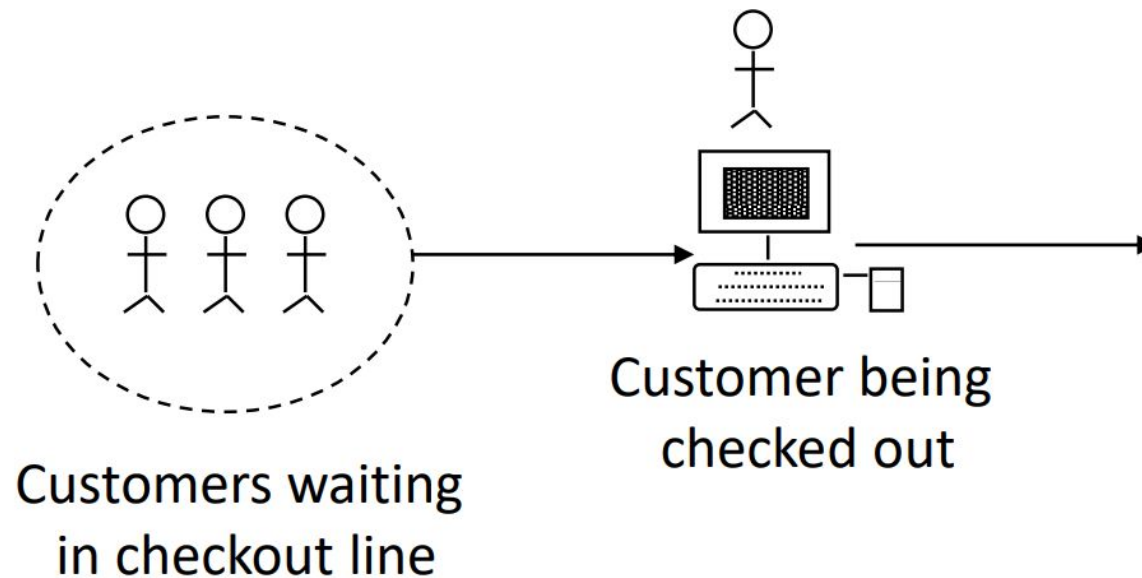 Customer being
checked out
Customers waiting
in checkout line